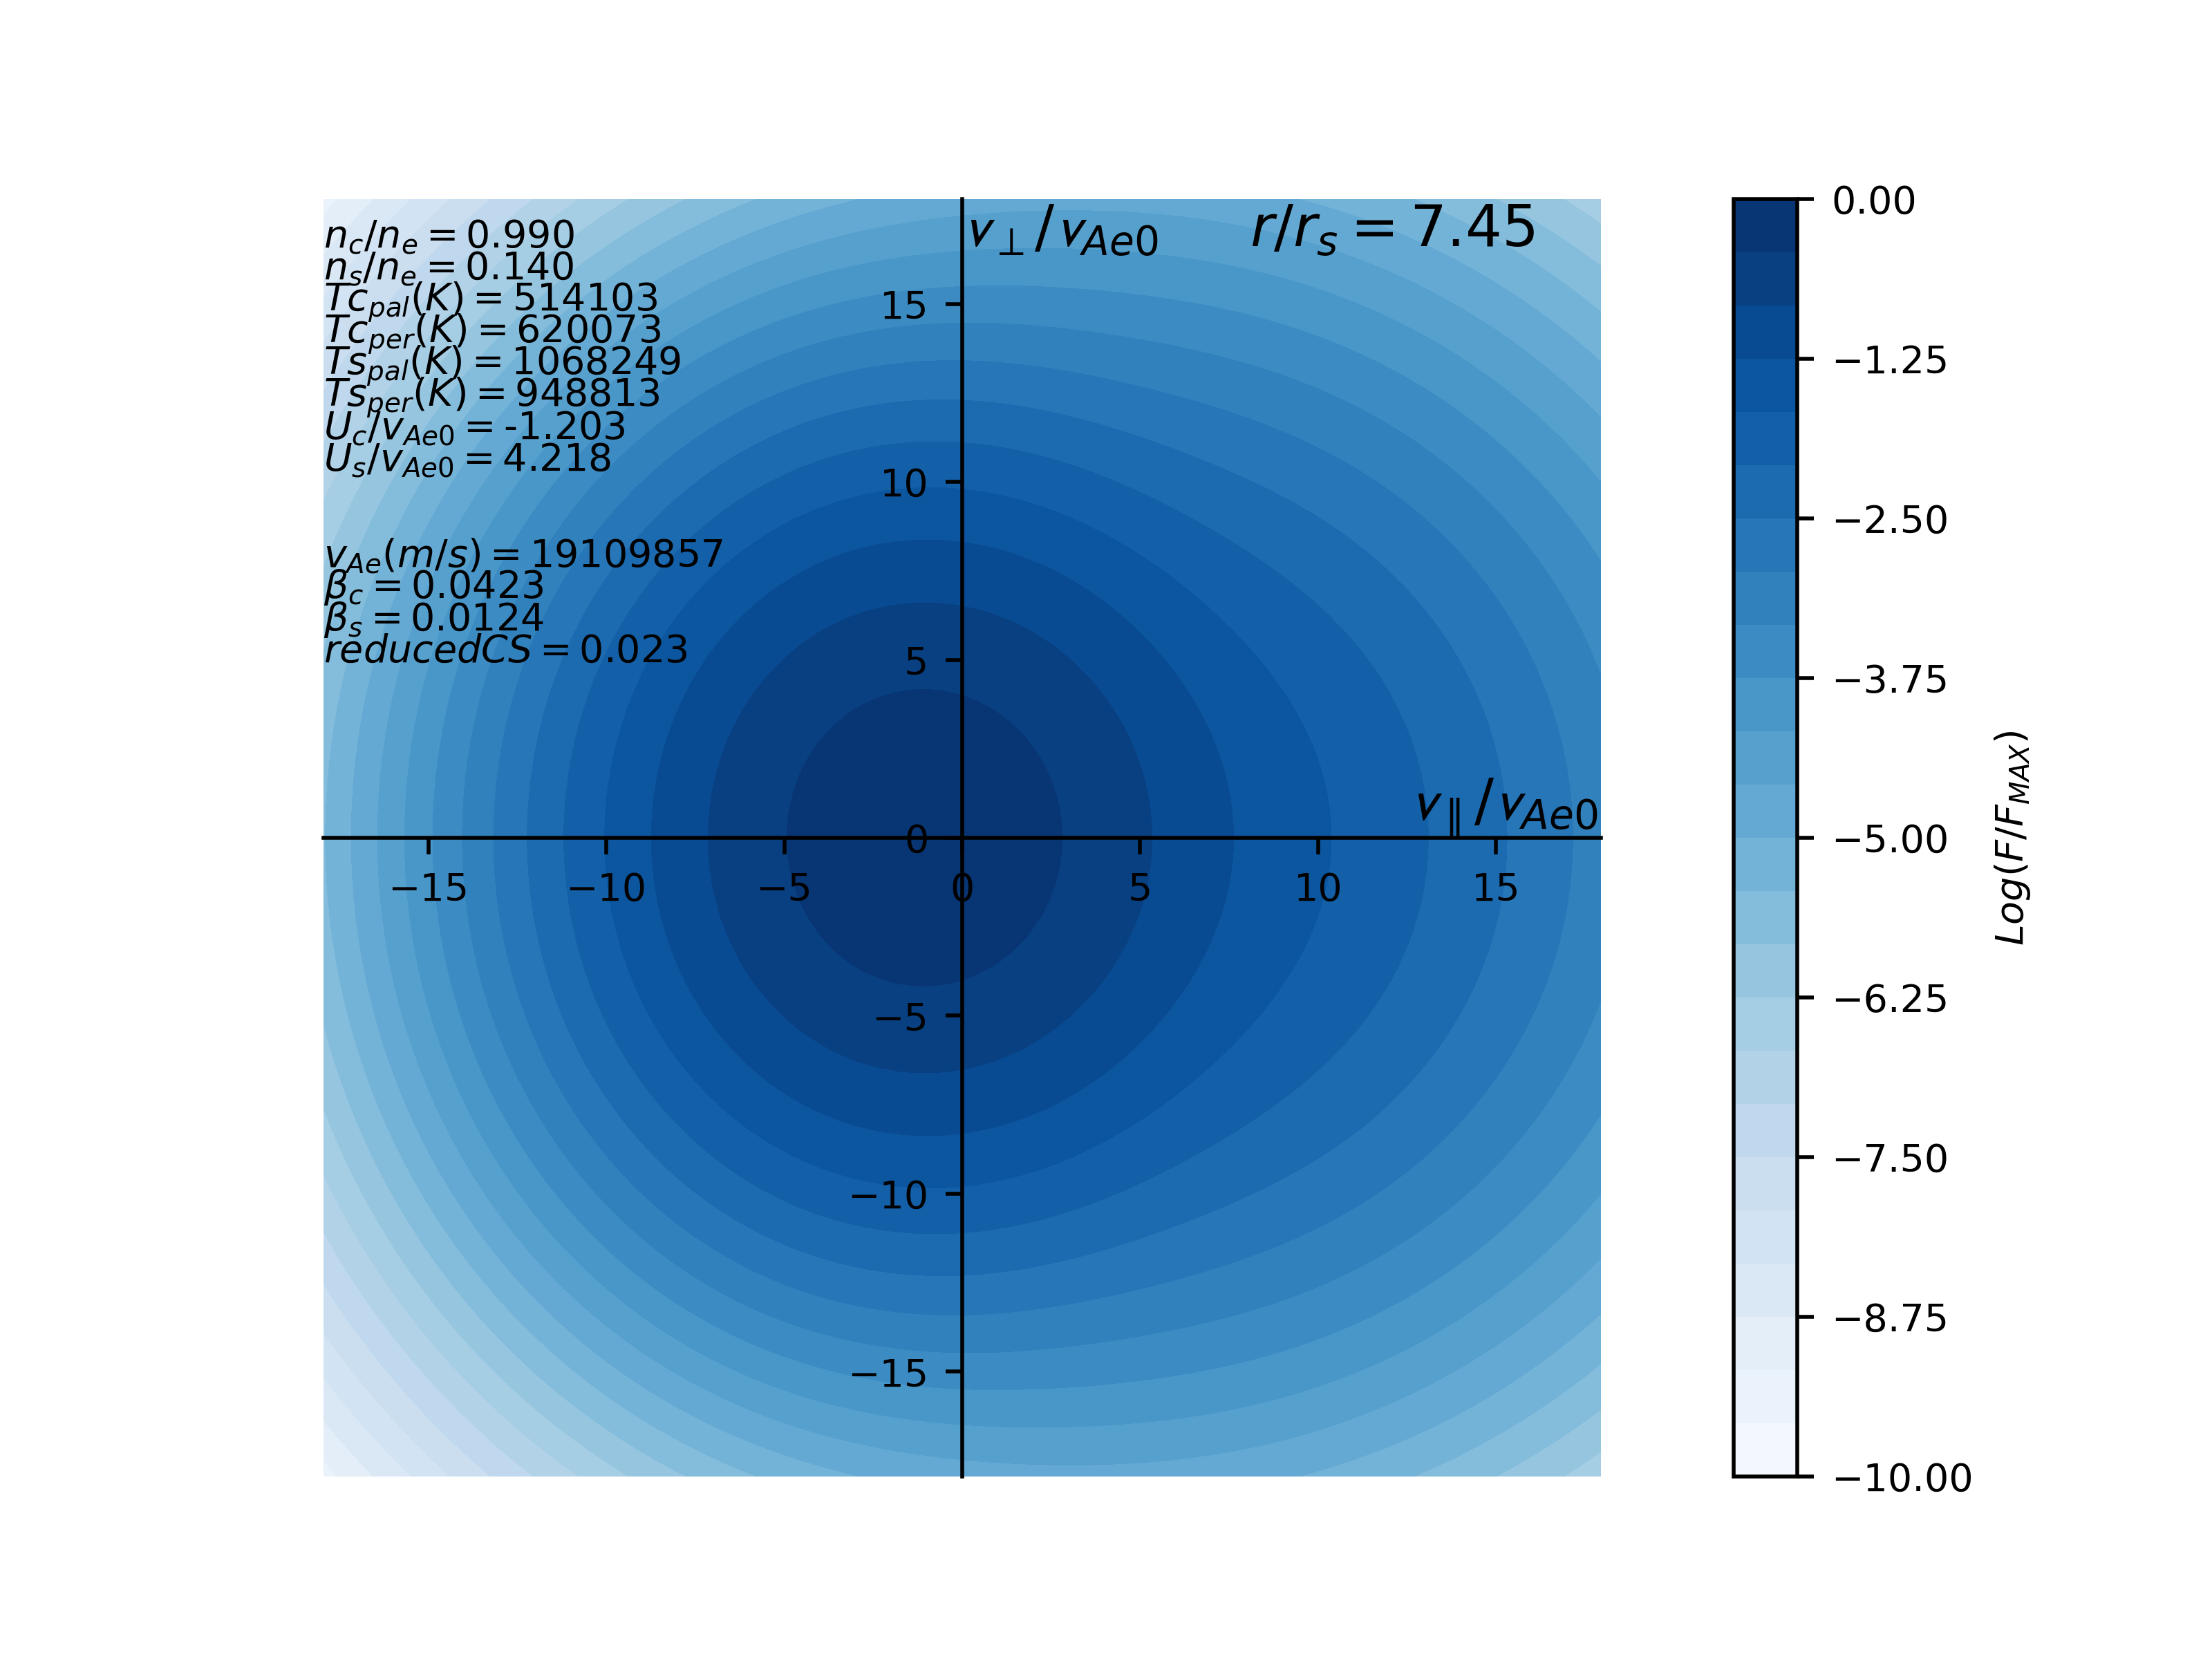 v⊥/v_Ae0
r/r_s = 7.45
n_c/n_e = 0.990
n_s/n_e = 0.140
Tc_pal(K) = 514103
Tc_per(K) = 620073
Ts_pal(K) = 1068249
Ts_per(K) = 948813
U_c/v_Ae0 = -1.203
U_s/v_Ae0 = 4.218
v_Ae(m/s) = 19109857
β_c = 0.0423
β_s = 0.0124
reducedCS = 0.023
15
10
5
0
−5
−10
−15
v∥/v_Ae0
−15 −10 −5 0 5 10 15
0.00
−1.25
−2.50
−3.75
−5.00
−6.25
−7.50
−8.75
−10.00
Log(F/F_MAX)